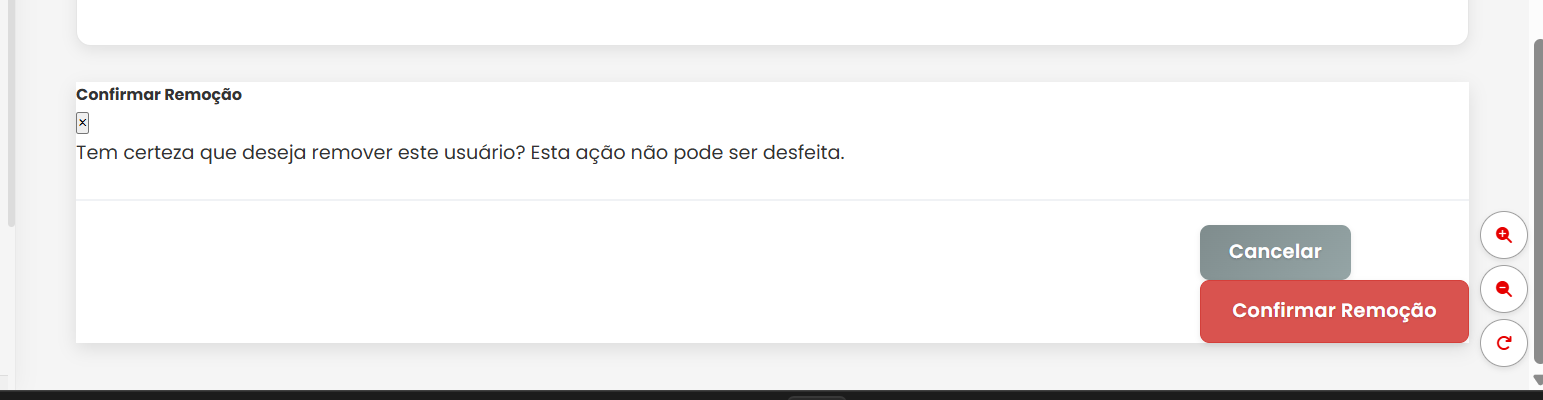 Confirmar Remoção
×
Tem certeza que deseja remover este usuário? Esta ação não pode ser desfeita.
Cancelar
Confirmar Remoção